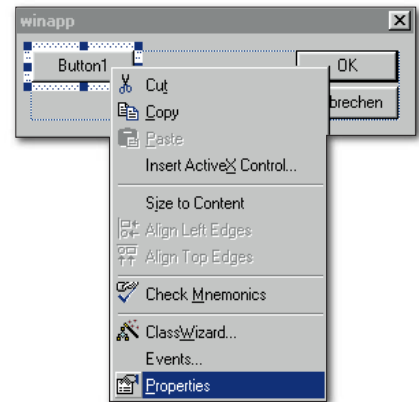 winapp
Button1
OK
brechen
Cut
Copy
Paste
Insert ActiveX Control...
Size to Content
Align Left Edges
Align Top Edges
Check Mnemonics
ClassWizard...
Events...
Properties